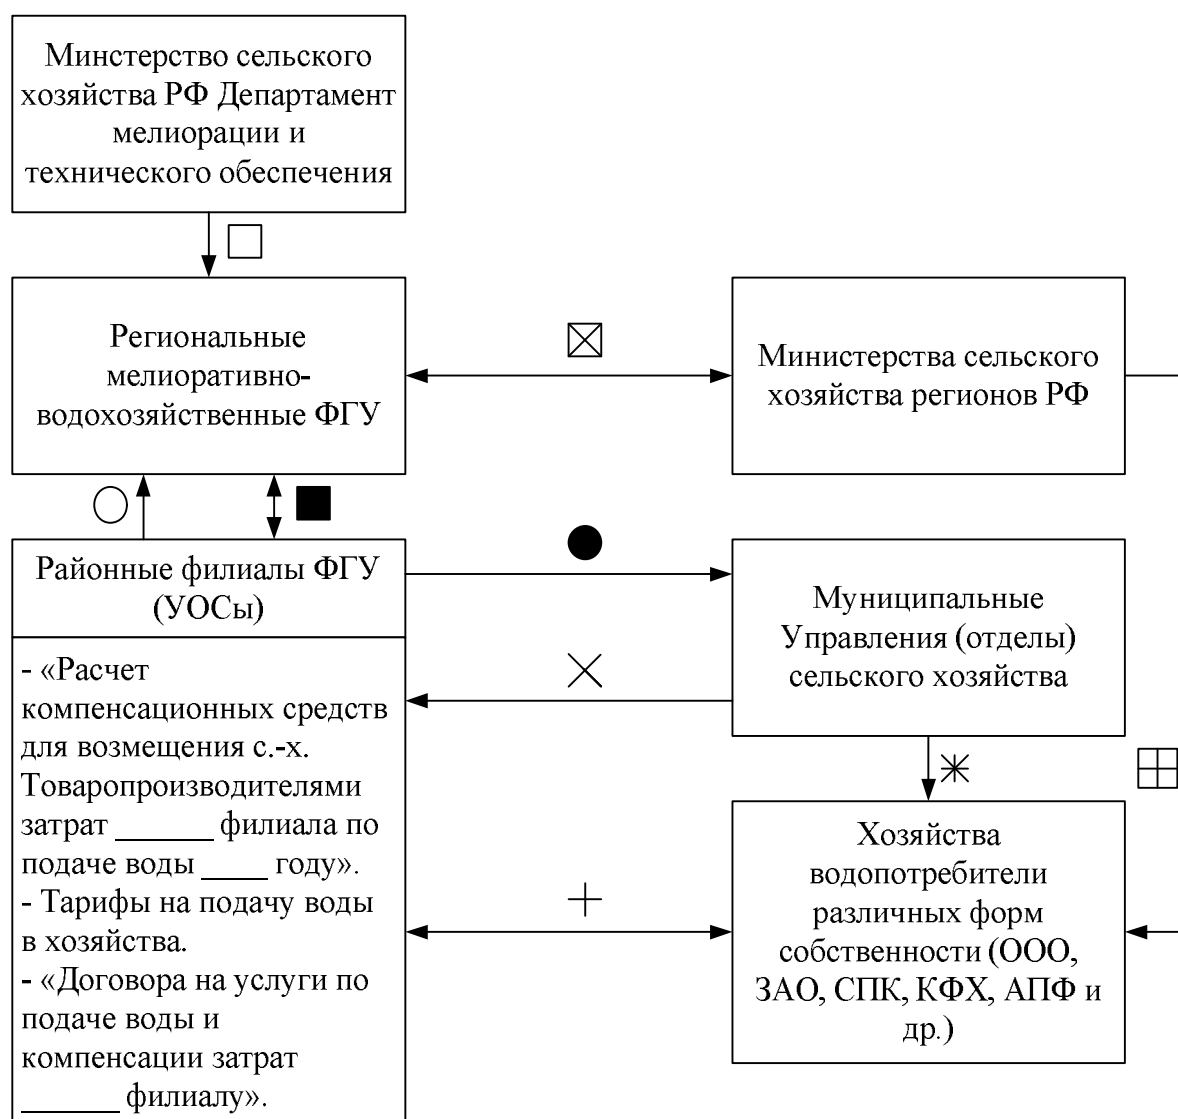 Минстерство сельского
хозяйства РФ Департамент
мелиорации и
технического обеспечения
Региональные
мелиоративно-
водохозяйственные ФГУ
Министерства сельского
хозяйства регионов РФ
Районные филиалы ФГУ
(УОСы)
Муниципальные
Управления (отделы)
сельского хозяйства
- «Расчет
компенсационных средств
для возмещения с.-х.
Товаропроизводителями
затрат ______ филиала по
подаче воды ____ году».
- Тарифы на подачу воды
в хозяйства.
- «Договора на услуги по
подаче воды и
компенсации затрат
______ филиалу».
Хозяйства
водопотребители
различных форм
собственности (ООО,
ЗАО, СПК, КФХ, АПФ и
др.)